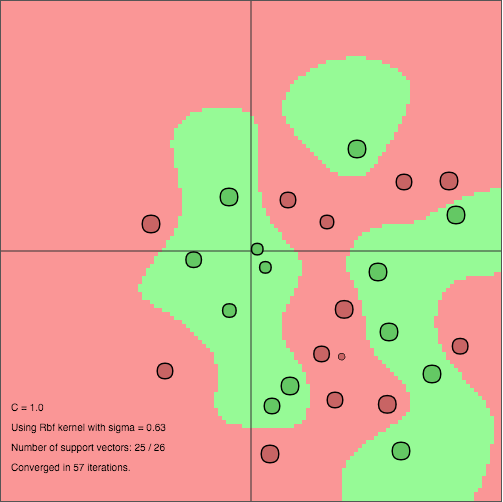 C = 1.0
Using Rbf kernel with sigma = 0.63
Number of support vectors: 25 / 26
Converged in 57 iterations.